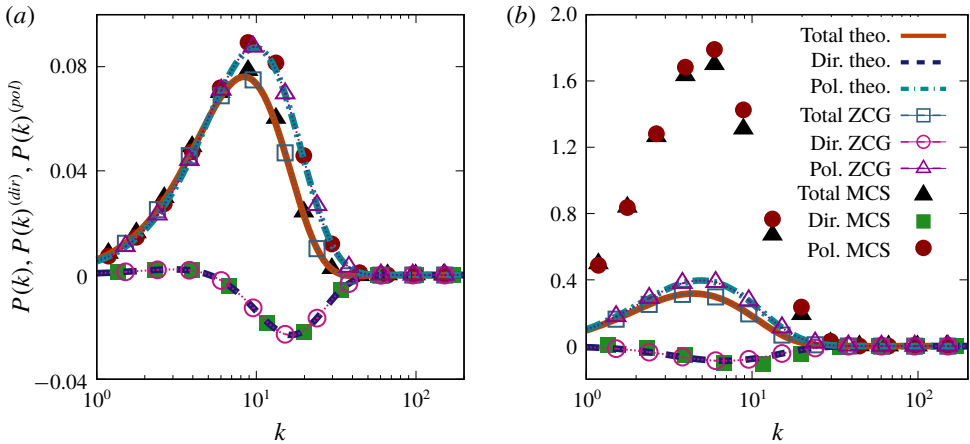 (a)
P(k), P(k)^(dir), P(k)^(pol)
0.08
0.04
0
−0.04
10^0
10^1
10^2
k
(b)
2.0
1.6
1.2
0.8
0.4
0
10^0
10^1
10^2
k
Total theo.
Dir. theo.
Pol. theo.
Total ZCG
Dir. ZCG
Pol. ZCG
Total MCS
Dir. MCS
Pol. MCS